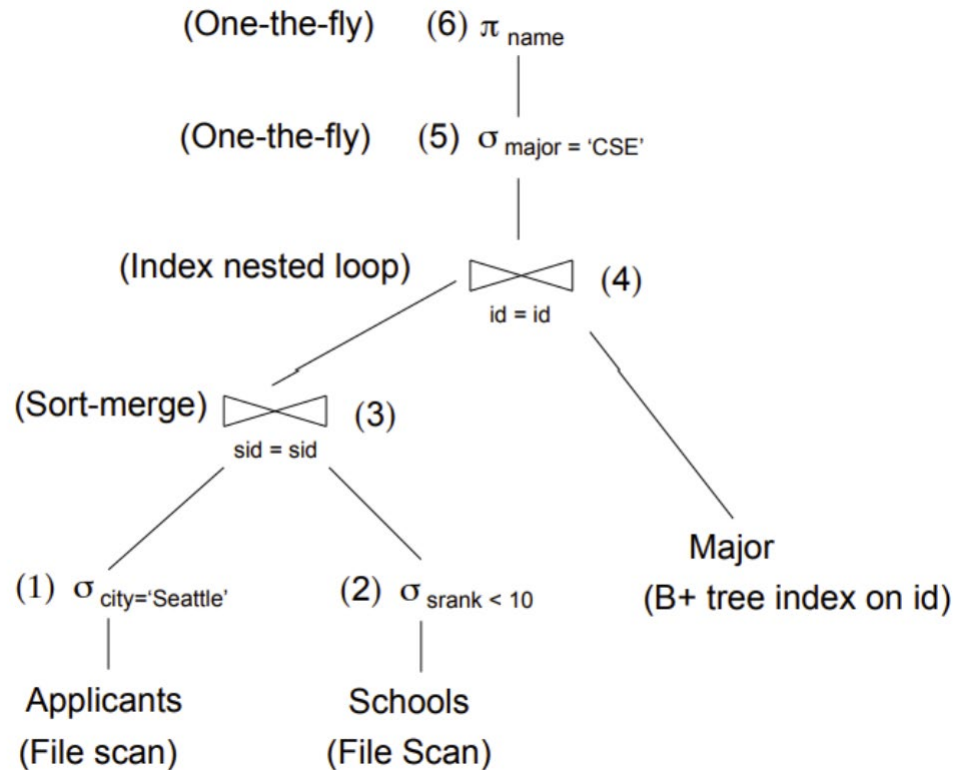 (One-the-fly) (6) π name
(One-the-fly) (5) σ major = ‘CSE’
(Index nested loop) (4)
id = id
(Sort-merge) (3)
sid = sid
(1) σ city=‘Seattle’ (2) σ srank < 10
Major
(B+ tree index on id)
Applicants Schools
(File scan) (File Scan)